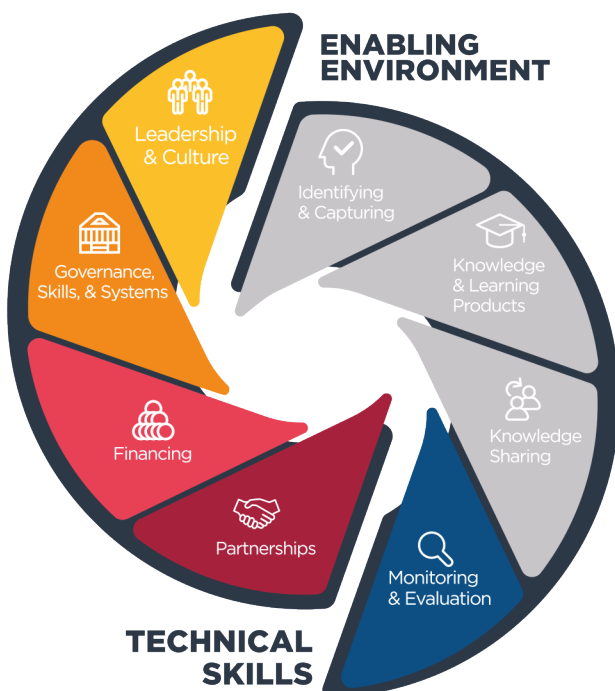 ENABLING
ENVIRONMENT
Leadership
& Culture
Identifying
& Capturing
Governance,
Skills, & Systems
Knowledge
& Learning
Products
Financing
Knowledge
Sharing
Partnerships
Monitoring
& Evaluation
TECHNICAL
SKILLS